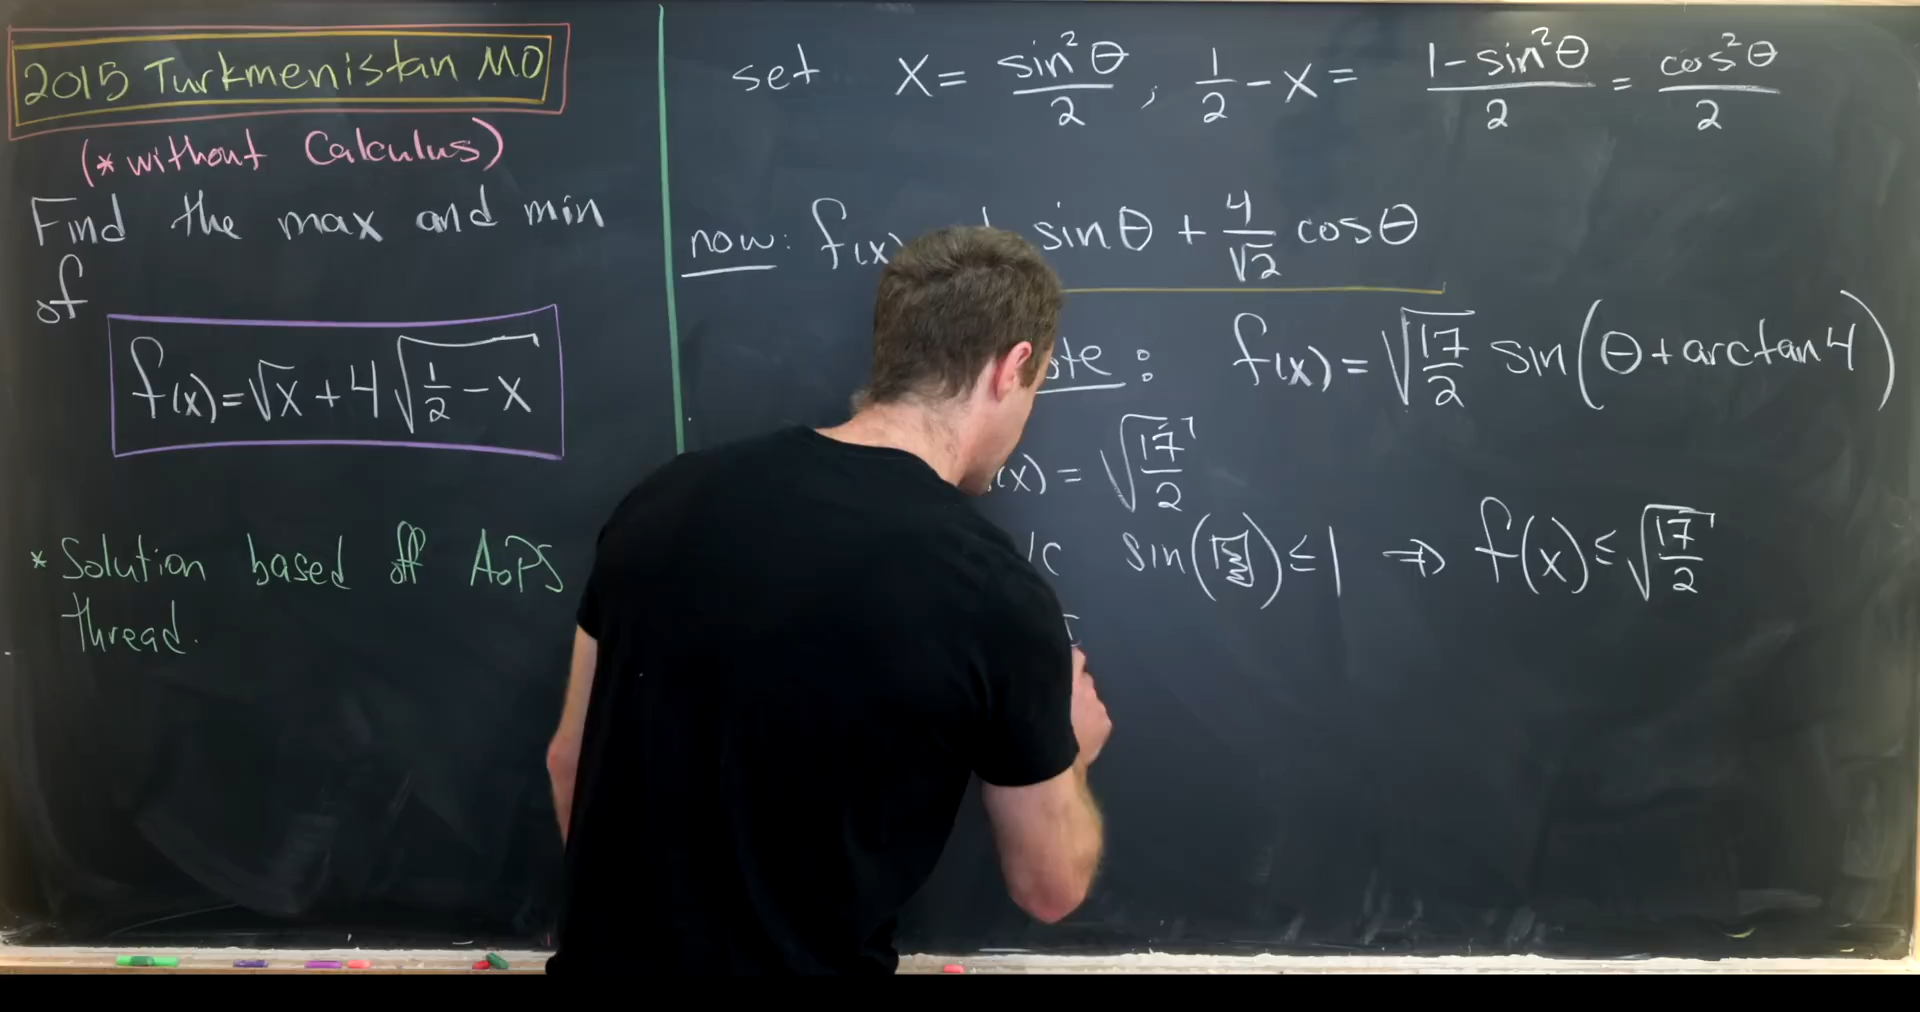 2015 Turkmenistan MO
(*without Calculus)
Find the max and min
of
f(x)=√x+4√(1/2-x)
*Solution based off AoPS
thread.
set x= sin²θ/2, 1/2-x= (1-sin²θ)/2 = cos²θ/2
now: f(x) sinθ + 4/√2 cosθ
: f(x)=√(17/2) sin(θ+arctan4)
(x) = √(17/2)
sin( )≤1 ⇒ f(x)≤√(17/2)